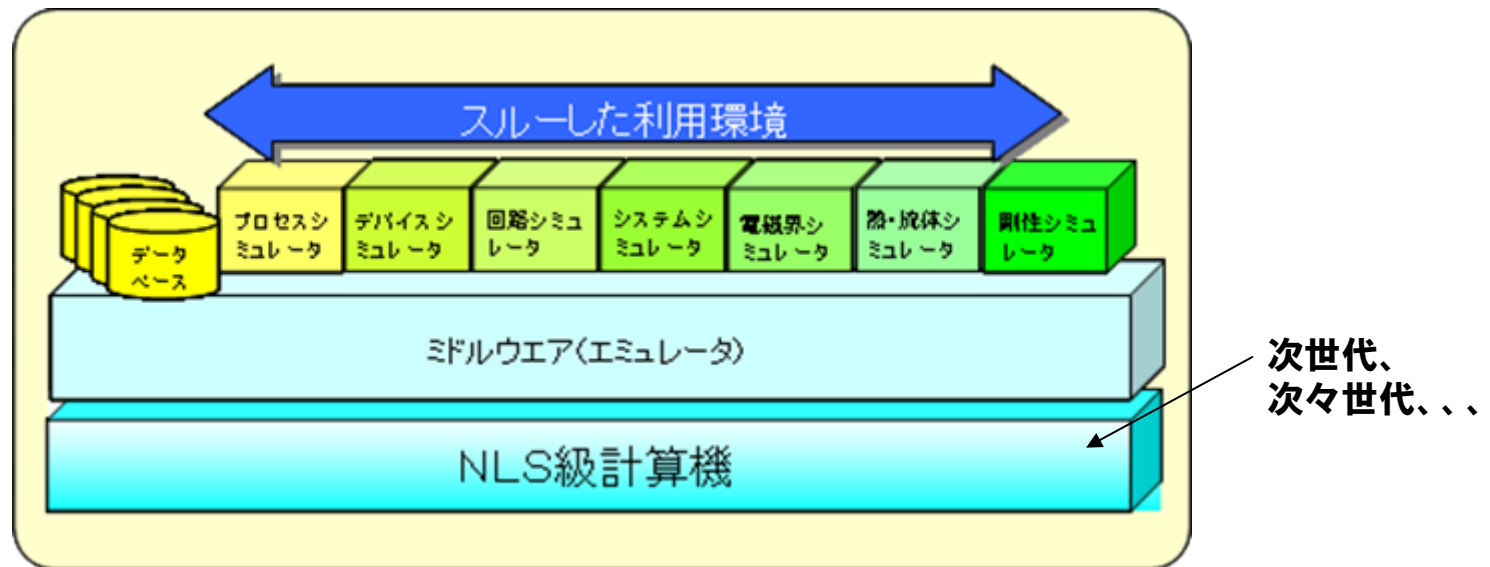 スルーした利用環境
データ
ベース
プロセスシ
ミュレータ
デバイスシ
ミュレータ
回路シミュ
レータ
システムシ
ミュレータ
電磁界シ
ミュレータ
熱・流体シ
ミュレータ
剛性シミュ
レータ
ミドルウエア(エミュレータ)
NLS級計算機
次世代、
次々世代、、、